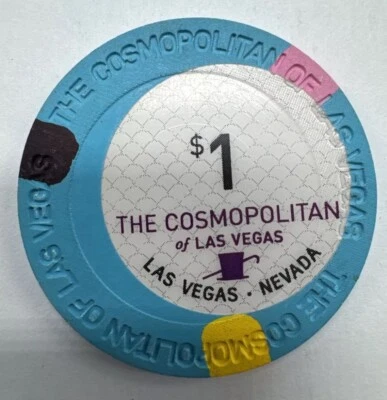 THE COSMOPOLITAN OF LAS VEGAS
THE COSMOPOLITAN OF LAS VEGAS
$1
THE COSMOPOLITAN
of LAS VEGAS
LAS VEGAS • NEVADA